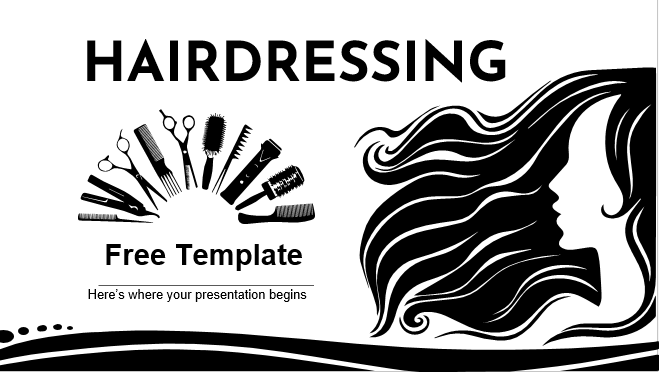 HAIRDRESSING
Free Template
Here's where your presentation begins